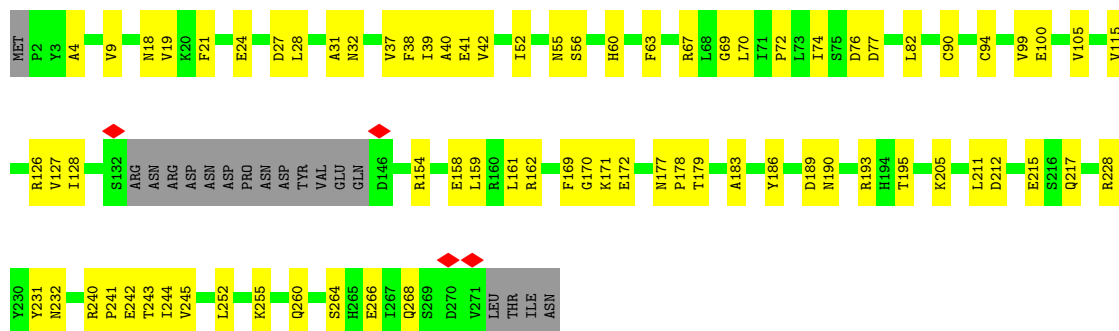 MET P2 Y3 A4 V9 N18 V19 K20 F21 E24 D27 L28 A31 N32 V37 F38 I39 A40 E41 V42 I52 N55 S56 H60 F63 R67 L68 G69 L70 I71 P72 L73 I74 S75 D76 D77 L82 C90 C94 V99 E100 V105 V115
R126 V127 I128 S132 ARG ASN ARG ASP ASN ASN ASP PRO ASN ASP TYR VAL GLU GLN D146 R154 E158 L159 R160 L161 R162 F169 G170 K171 E172 N177 P178 T179 A183 Y186 D189 N190 R193 H194 T195 K205 L211 D212 E215 S216 Q217 R228
Y230 Y231 N232 R240 P241 E242 T243 I244 V245 L252 K255 Q260 S264 H265 E266 I267 Q268 S269 D270 V271 LEU THR ILE ASN